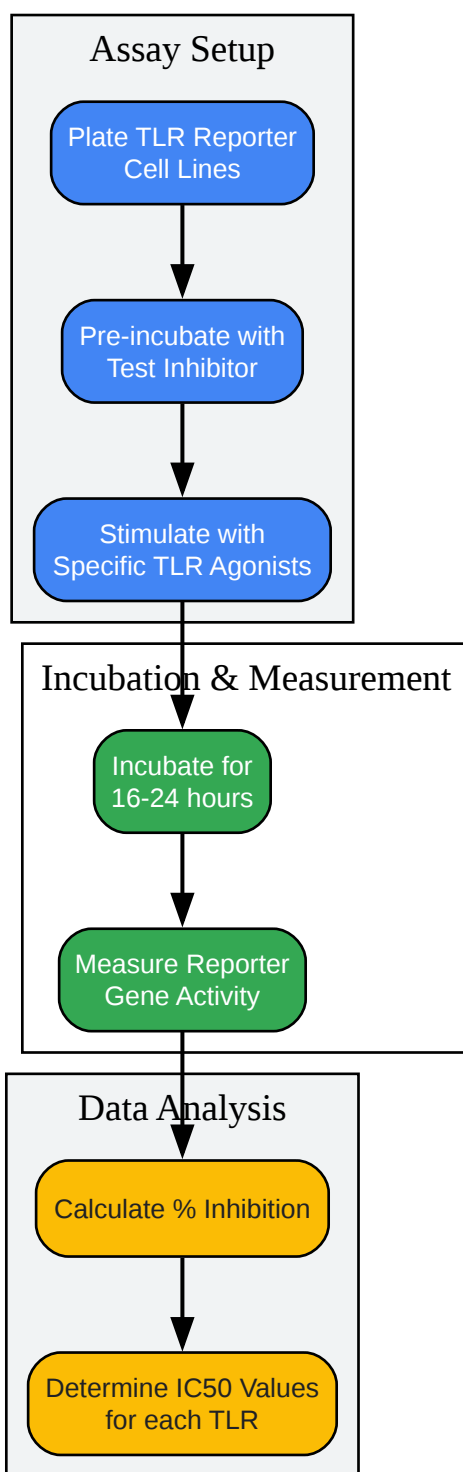 Assay Setup
Plate TLR Reporter
Cell Lines
Pre-incubate with
Test Inhibitor
Stimulate with
Specific TLR Agonists
Incubation & Measurement
Incubate for
16-24 hours
Measure Reporter
Gene Activity
Data Analysis
Calculate % Inhibition
Determine IC50 Values
for each TLR